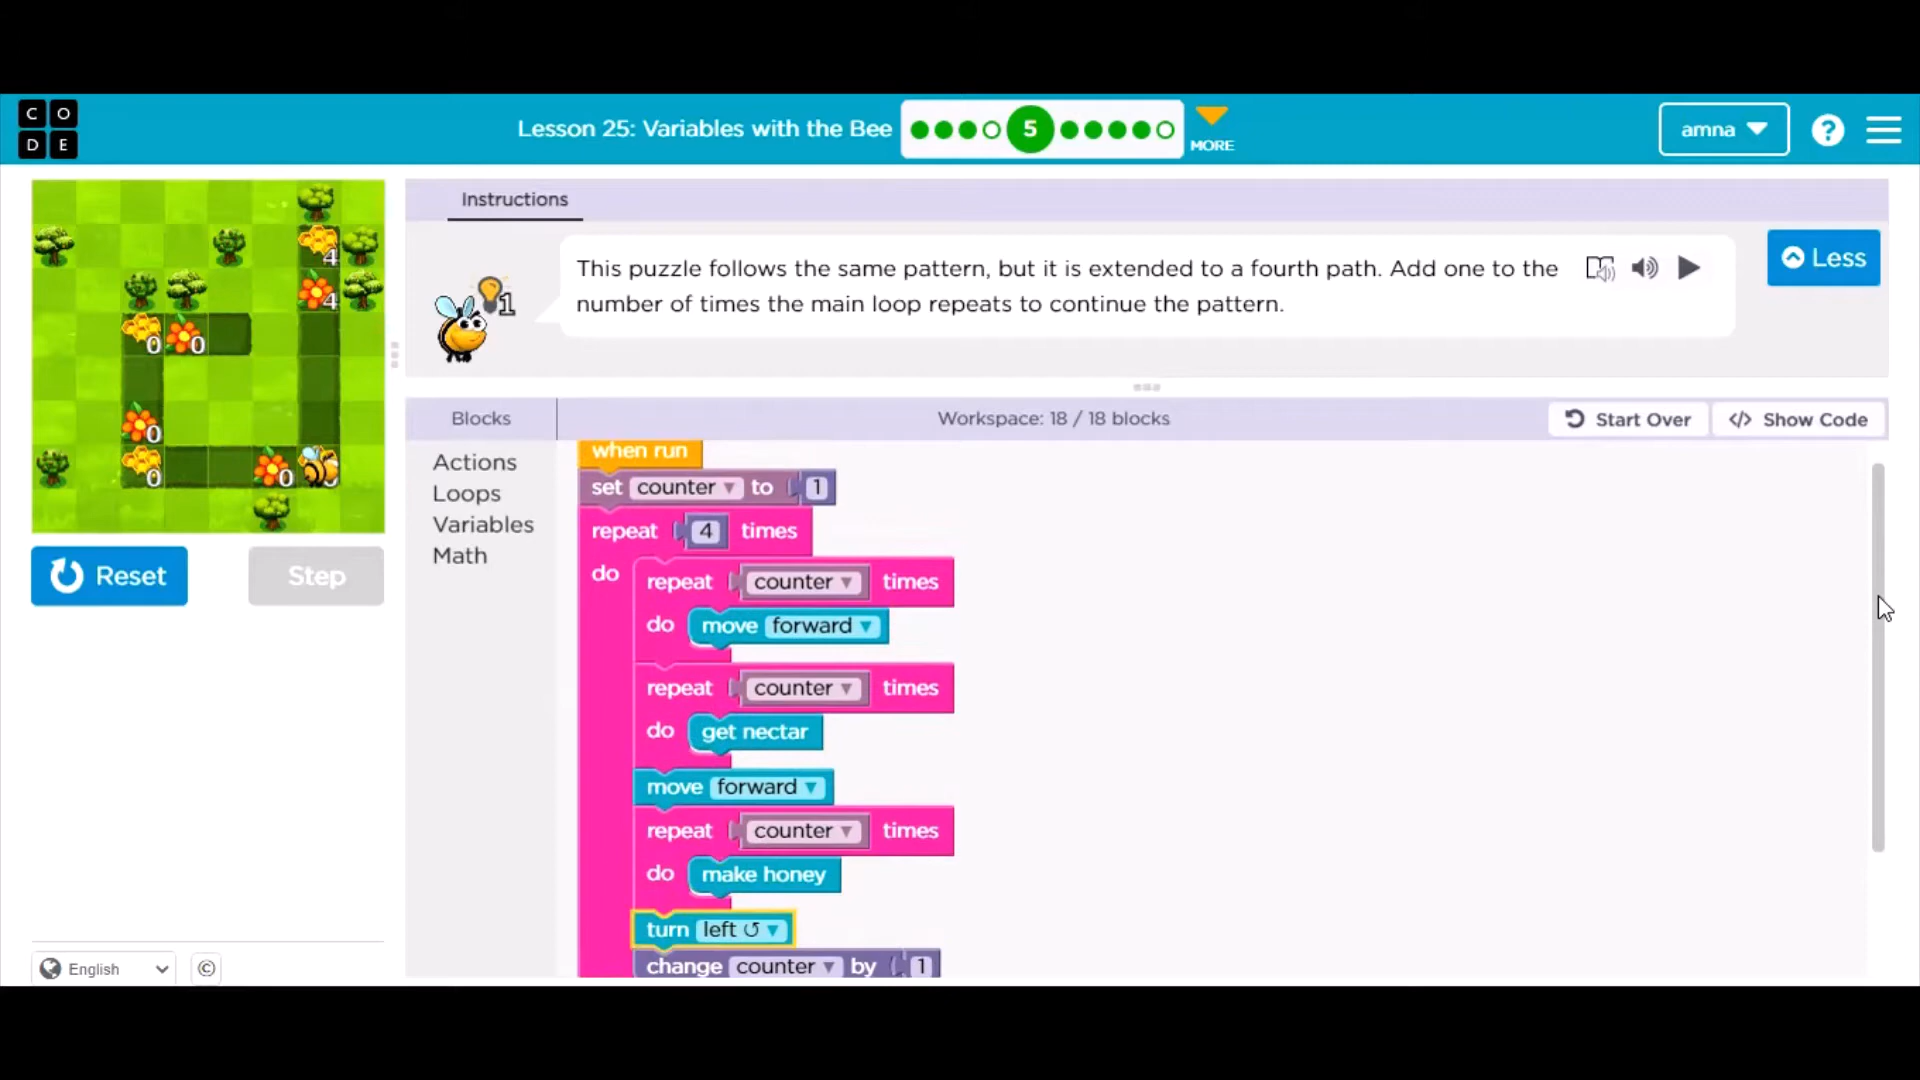 C O
D E
Lesson 25: Variables with the Bee
5
MORE
amna
?
Instructions
1
This puzzle follows the same pattern, but it is extended to a fourth path. Add one to the
number of times the main loop repeats to continue the pattern.
Less
4
4
0 0
0
0 0
Reset
Step
English
©
Blocks
Workspace: 18 / 18 blocks
Start Over
</> Show Code
Actions
Loops
Variables
Math
when run
set counter to 1
repeat 4 times
do repeat counter times
do move forward
repeat counter times
do get nectar
move forward
repeat counter times
do make honey
turn left ↺
change counter by 1